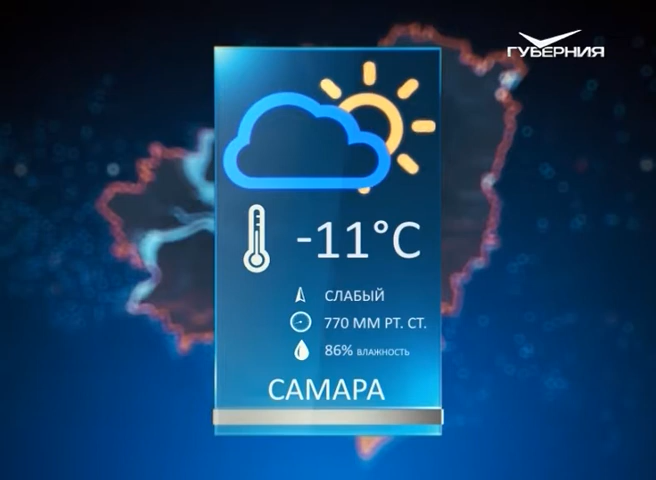 ГУБЕРНИЯ
-11°C
СЛАБЫЙ
770 ММ РТ. СТ.
86% ВЛАЖНОСТЬ
САМАРА